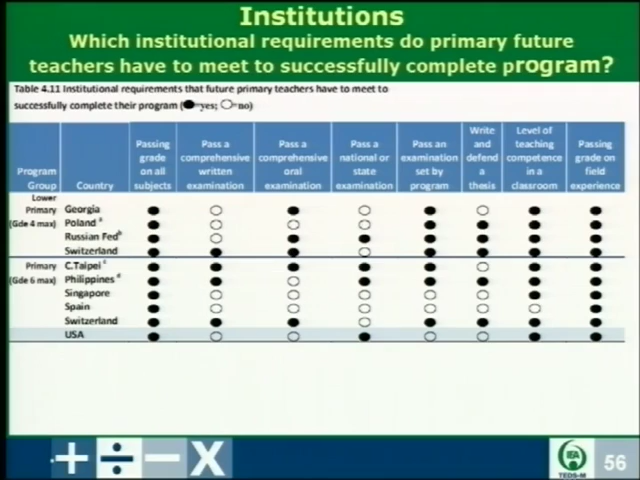 Institutions
Which institutional requirements do primary future
teachers have to meet to successfully complete program?
Table 4.11 Institutional requirements that future primary teachers have to meet to
successfully complete their program (●=yes; ○=no)
Program Group
Country
Passing grade on all subjects
Pass a comprehensive written examination
Pass a comprehensive oral examination
Pass a national or state examination
Pass an examination set by program
Write and defend a thesis
Level of teaching competence in a classroom
Passing grade on field experience
Lower Primary (Gde 4 max)
Georgia ● ○ ● ○ ● ○ ● ●
Poland a ● ○ ○ ○ ● ● ● ●
Russian Fed b ● ○ ● ● ● ● ● ●
Switzerland ● ● ● ○ ● ● ● ●
Primary (Gde 6 max)
C.Taipei c ● ● ● ● ● ○ ● ●
Philippines d ● ● ○ ● ● ● ● ●
Singapore ● ○ ○ ○ ○ ○ ● ●
Spain ● ○ ○ ○ ○ ○ ○ ●
Switzerland ● ● ● ○ ● ● ● ●
USA ● ○ ○ ● ○ ○ ● ●
+ ÷ − X
IEA
TEDS-M
56